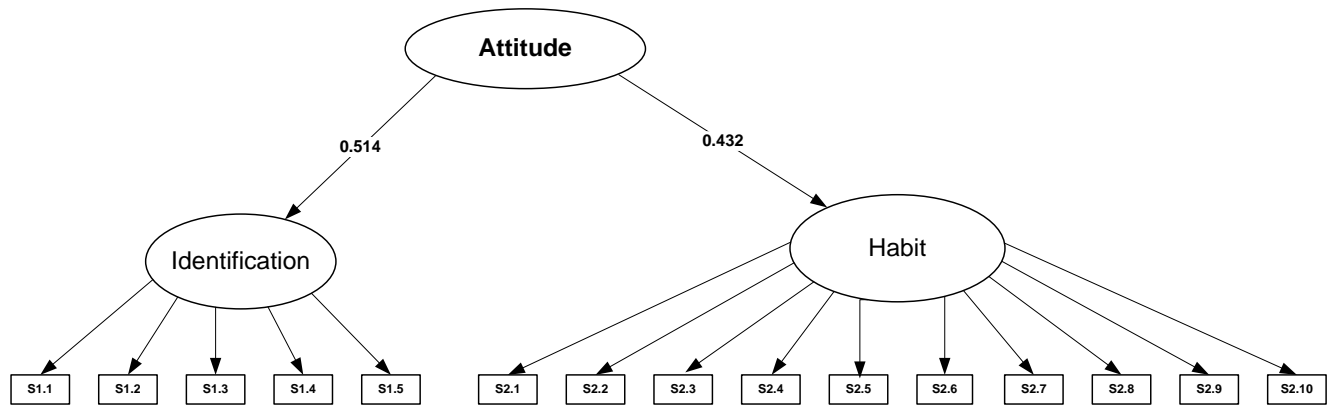 Attitude
0.514
0.432
Identification
Habit
S1.1
S1.2
S1.3
S1.4
S1.5
S2.1
S2.2
S2.3
S2.4
S2.5
S2.6
S2.7
S2.8
S2.9
S2.10